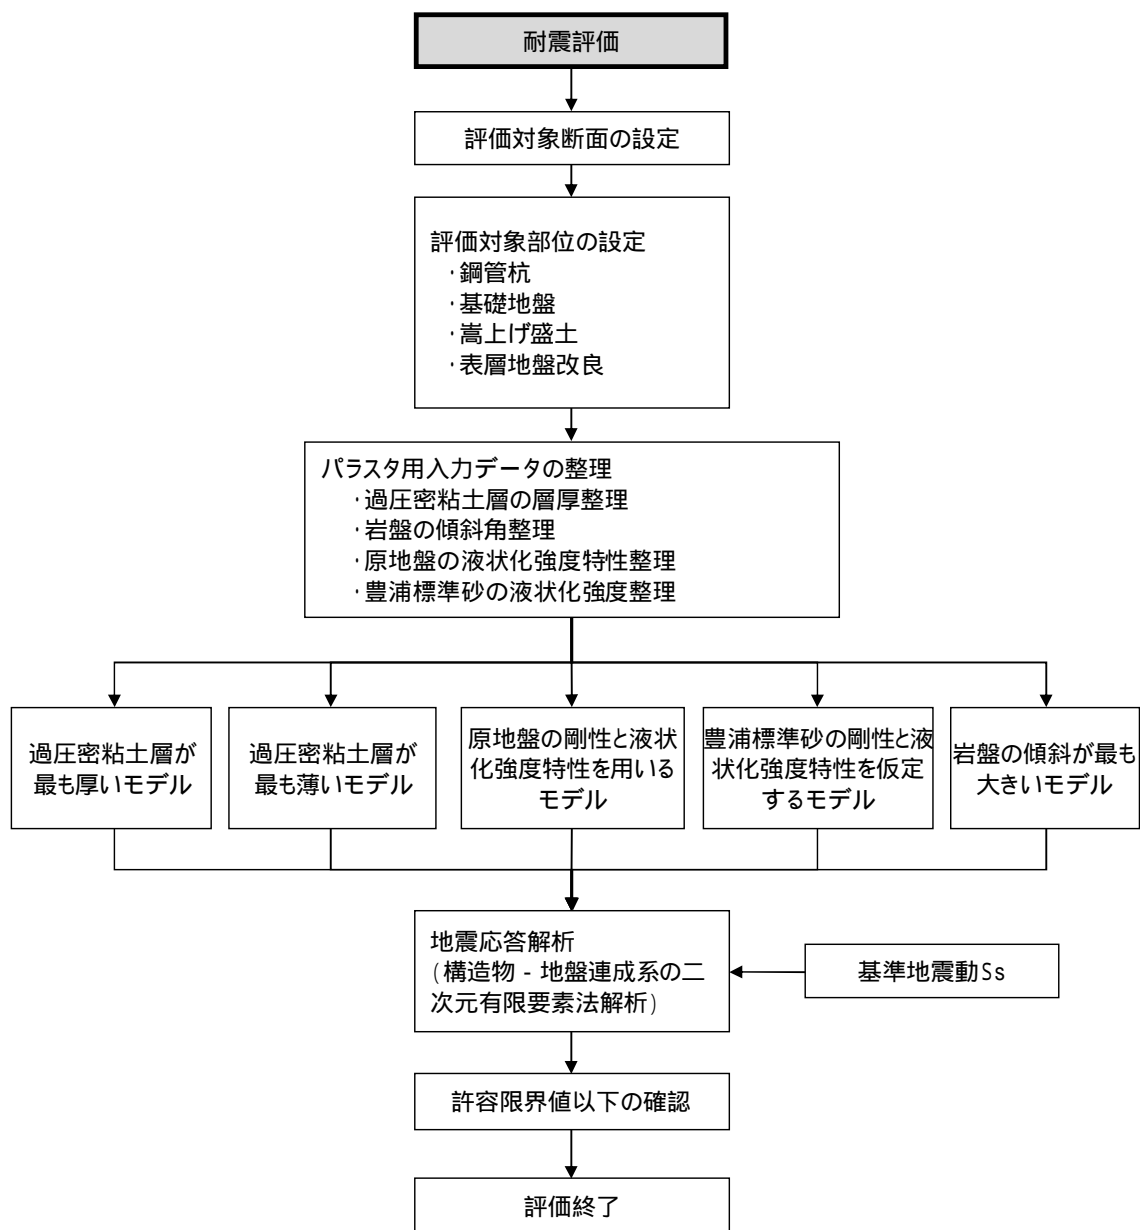 耐震評価
評価対象断面の設定
評価対象部位の設定
・鋼管杭
・基礎地盤
・嵩上げ盛土
・表層地盤改良
パラスタ用入力データの整理
・過圧密粘土層の層厚整理
・岩盤の傾斜角整理
・原地盤の液状化強度特性整理
・豊浦標準砂の液状化強度整理
過圧密粘土層が
最も厚いモデル
過圧密粘土層が
最も薄いモデル
原地盤の剛性と液状
化強度特性を用いる
モデル
豊浦標準砂の剛性と液
状化強度特性を仮定
するモデル
岩盤の傾斜が最も
大きいモデル
地震応答解析
(構造物 - 地盤連成系の二
次元有限要素法解析)
基準地震動Ss
許容限界値以下の確認
評価終了